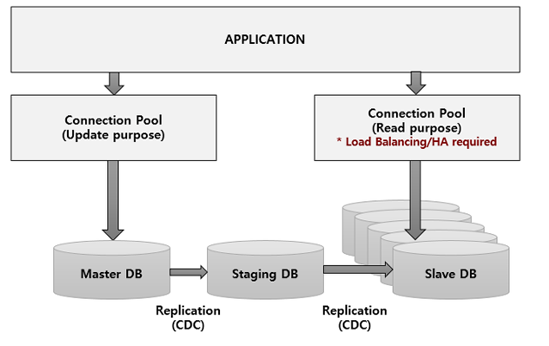 APPLICATION
Connection Pool
(Update purpose)
Connection Pool
(Read purpose)
* Load Balancing/HA required
Master DB
Staging DB
Slave DB
Replication
(CDC)
Replication
(CDC)